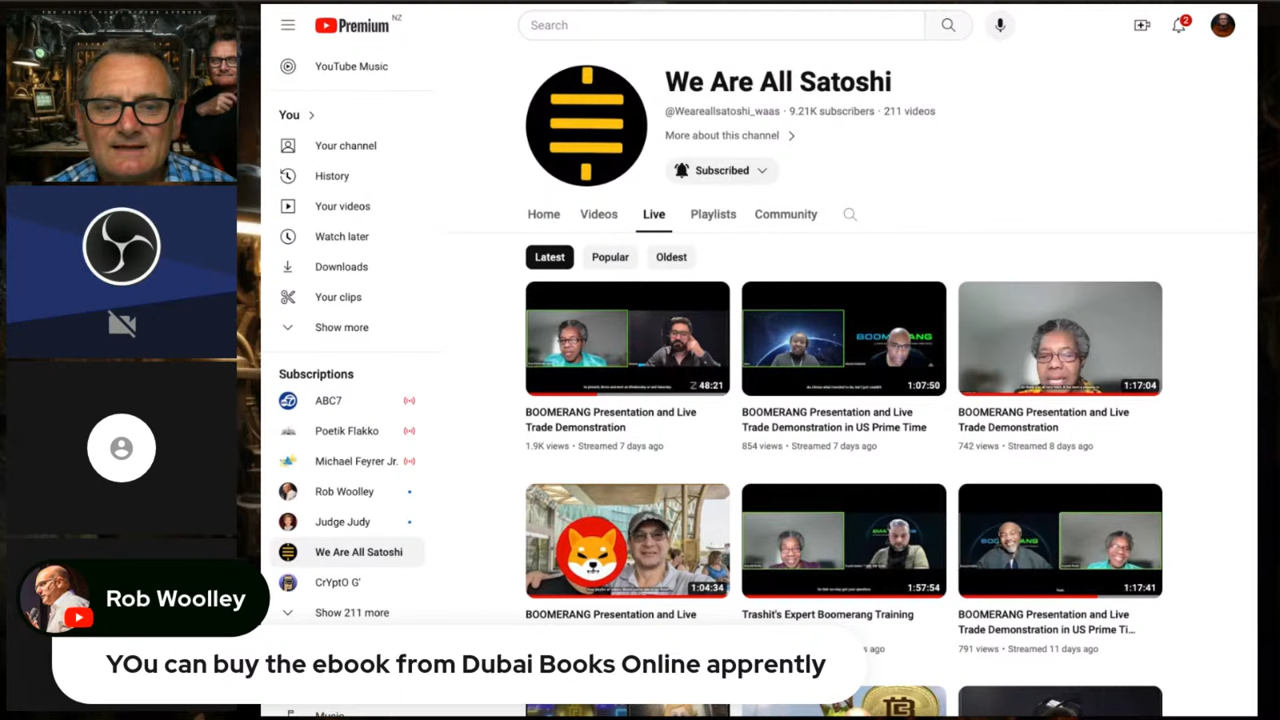 Premium NZ
Search
2
YouTube Music
You
Your channel
History
Your videos
Watch later
Downloads
Your clips
Show more
Subscriptions
ABC7
Poetik Flakko
Michael Feyrer Jr.
Rob Woolley
Judge Judy
We Are All Satoshi
CrYptO G'
Show 211 more
We Are All Satoshi
@Weareallsatoshi_waas · 9.21K subscribers · 211 videos
More about this channel
Subscribed
Home Videos Live Playlists Community
Latest Popular Oldest
48:21
BOOMERANG Presentation and Live
Trade Demonstration
1.9K views · Streamed 7 days ago
1:07:50
BOOMERANG Presentation and Live
Trade Demonstration in US Prime Time
854 views · Streamed 7 days ago
1:17:04
BOOMERANG Presentation and Live
Trade Demonstration
742 views · Streamed 8 days ago
1:04:34
BOOMERANG Presentation and Live
1:57:54
Trashit's Expert Boomerang Training
ago
1:17:41
BOOMERANG Presentation and Live
Trade Demonstration in US Prime Ti...
791 views · Streamed 11 days ago
Rob Woolley
YOu can buy the ebook from Dubai Books Online apprently